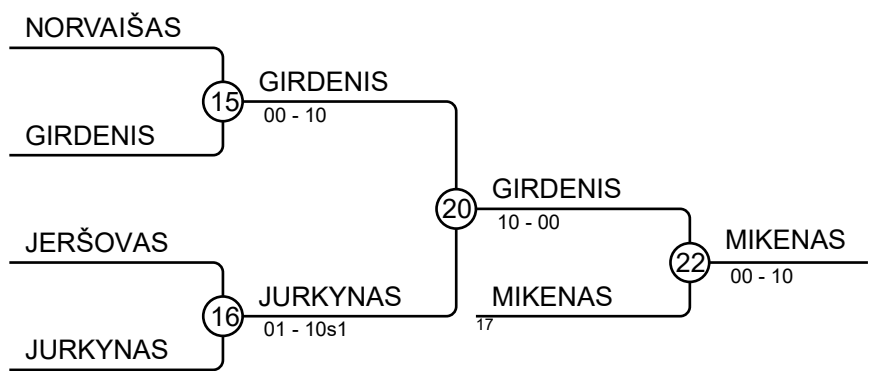 NORVAIŠAS
15
GIRDENIS
00 - 10
GIRDENIS
20
GIRDENIS
10 - 00
JERŠOVAS
22
MIKENAS
00 - 10
16
JURKYNAS
01 - 10s1
MIKENAS
17
JURKYNAS